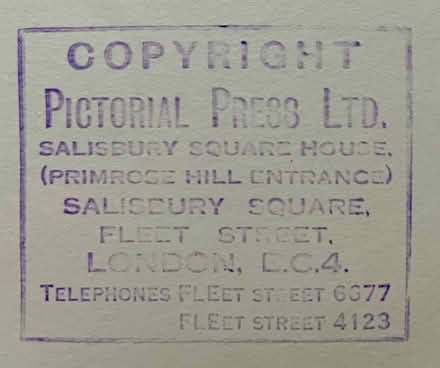 COPYRIGHT
PICTORIAL PRESS LTD.
SALISBURY SQUARE HOUSE,
(PRIMROSE HILL ENTRANCE)
SALISBURY SQUARE,
FLEET STREET,
LONDON, E.C.4.
TELEPHONES FLEET STREET 6677
FLEET STREET 4123